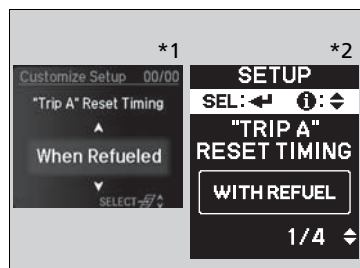 *1
Customize Setup 00/00
"Trip A" Reset Timing
When Refueled
SELECT
*2
SETUP
SEL: :
"TRIP A"
RESET TIMING
WITH REFUEL
1/4